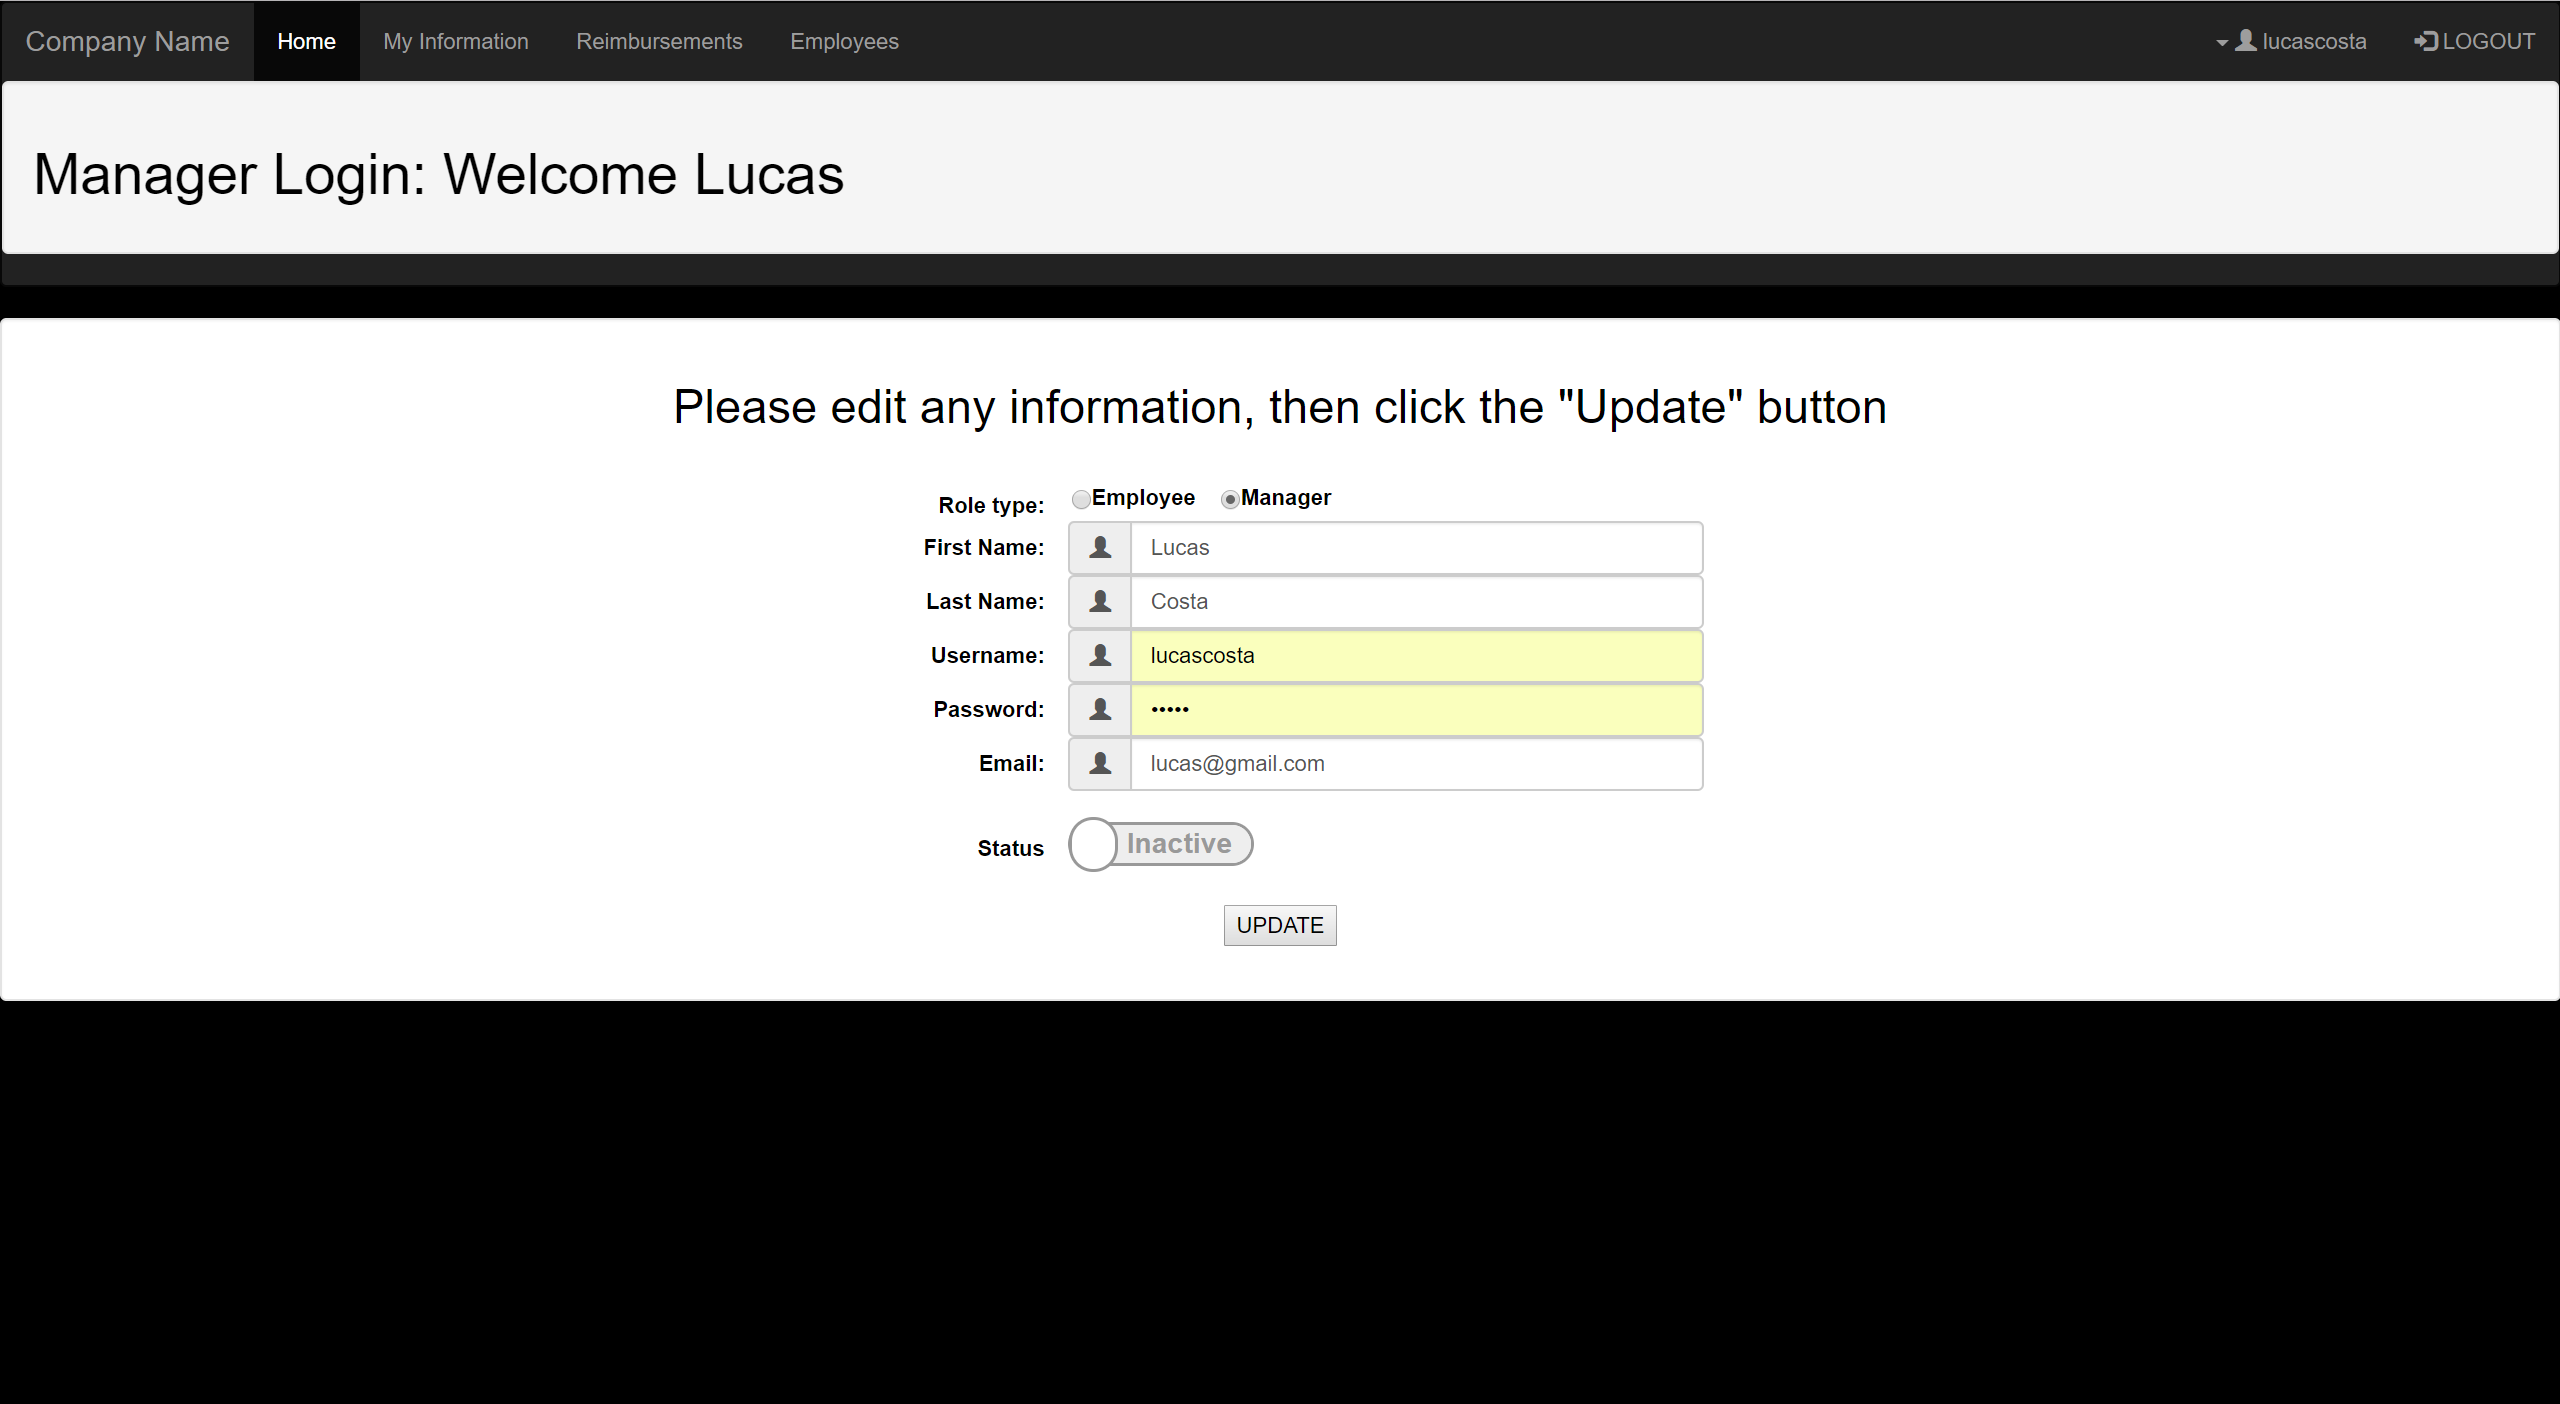 Company Name Home My Information Reimbursements Employees lucascosta LOGOUT
Manager Login: Welcome Lucas
Please edit any information, then click the "Update" button
Role type: Employee Manager
First Name: Lucas
Last Name: Costa
Username: lucascosta
Password: •••••
Email: lucas@gmail.com
Status Inactive
UPDATE